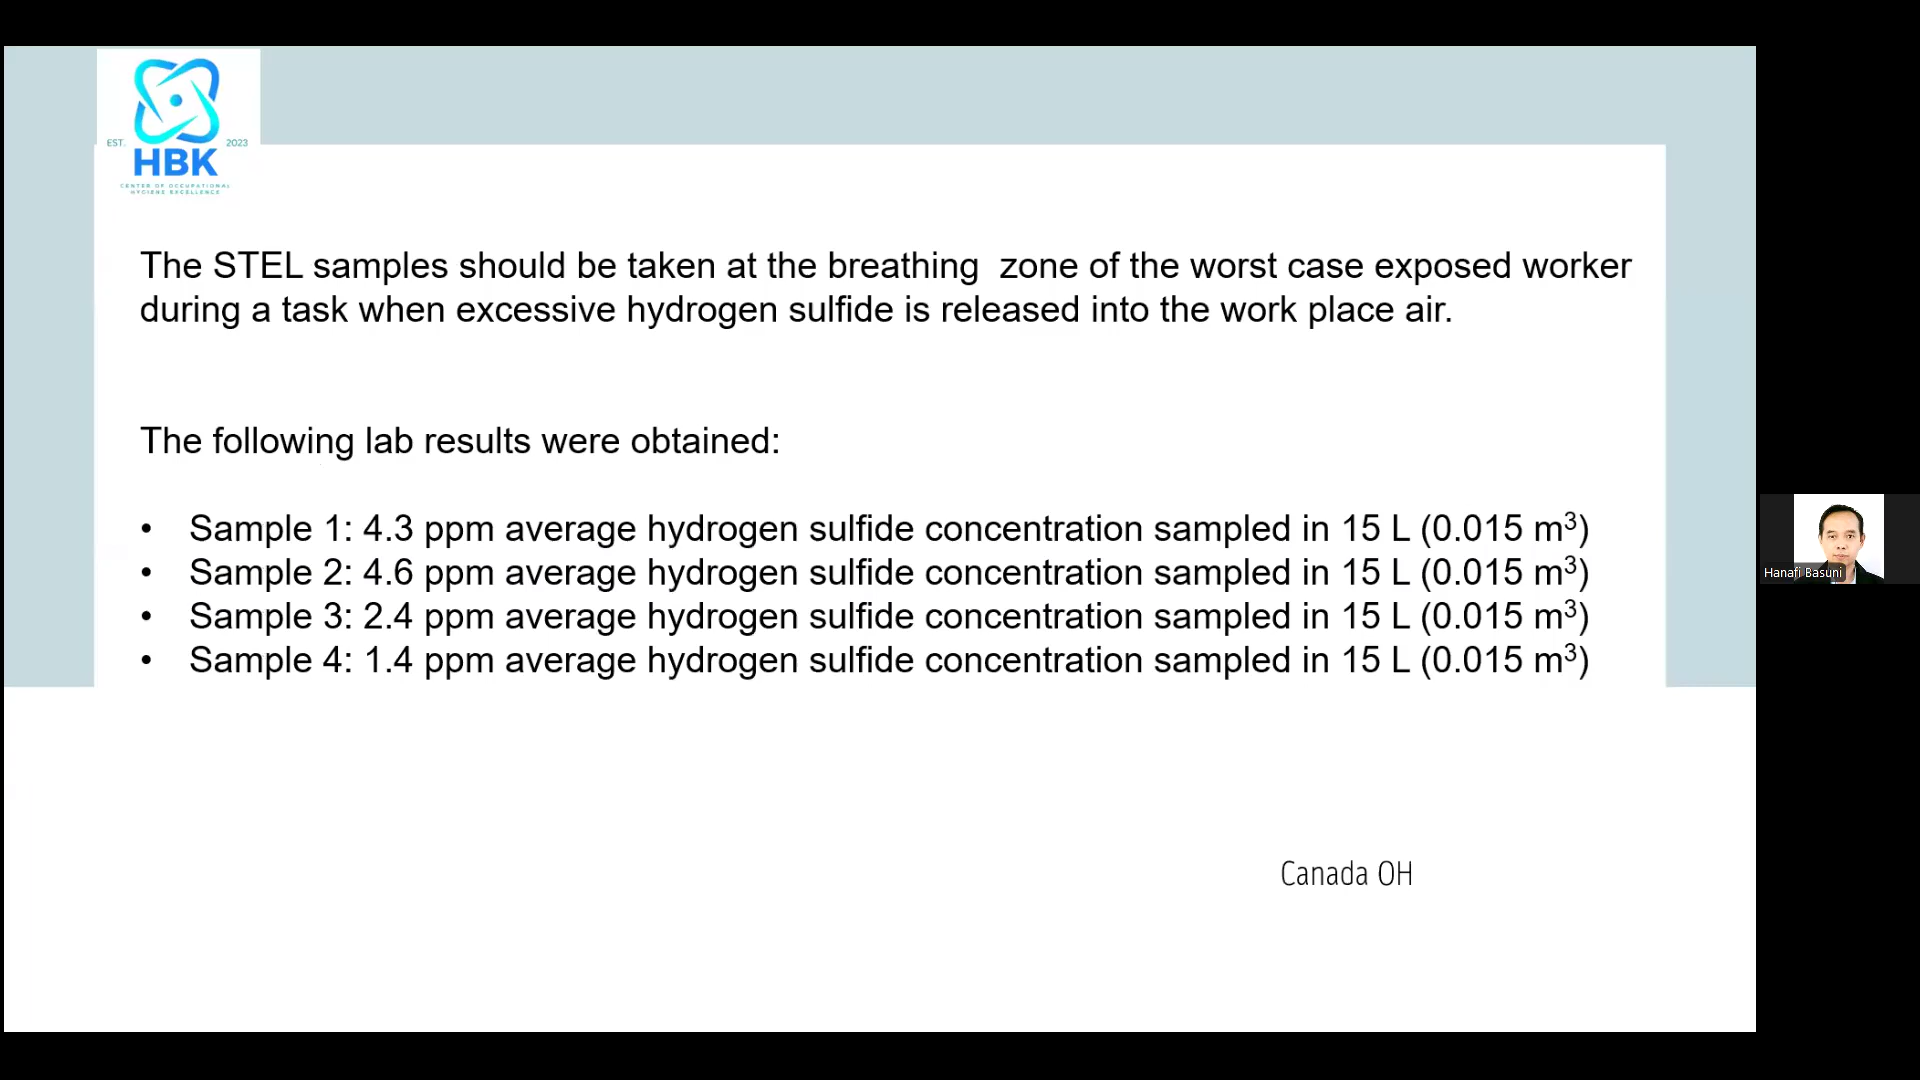 EST. 2023
HBK
CENTER OF OCCUPATIONAL
HYGIENE EXCELLENCE
The STEL samples should be taken at the breathing  zone of the worst case exposed worker
during a task when excessive hydrogen sulfide is released into the work place air.
The following lab results were obtained:
• Sample 1: 4.3 ppm average hydrogen sulfide concentration sampled in 15 L (0.015 m³)
• Sample 2: 4.6 ppm average hydrogen sulfide concentration sampled in 15 L (0.015 m³)
• Sample 3: 2.4 ppm average hydrogen sulfide concentration sampled in 15 L (0.015 m³)
• Sample 4: 1.4 ppm average hydrogen sulfide concentration sampled in 15 L (0.015 m³)
Canada OH
Hanafi Basuni